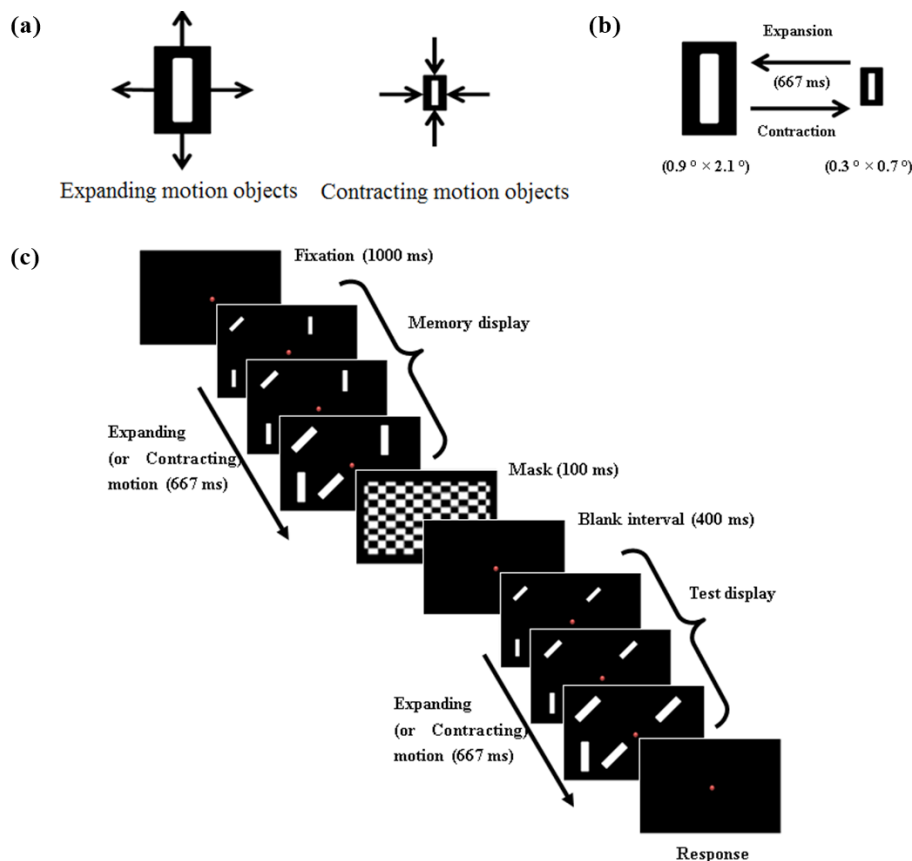 (a)
Expanding motion objects
Contracting motion objects
(b)
Expansion
(667 ms)
Contraction
(0.9 ° × 2.1 °)
(0.3 ° × 0.7 °)
(c)
Fixation (1000 ms)
Memory display
Expanding
(or Contracting)
motion (667 ms)
Mask (100 ms)
Blank interval (400 ms)
Test display
Expanding
(or Contracting)
motion (667 ms)
Response